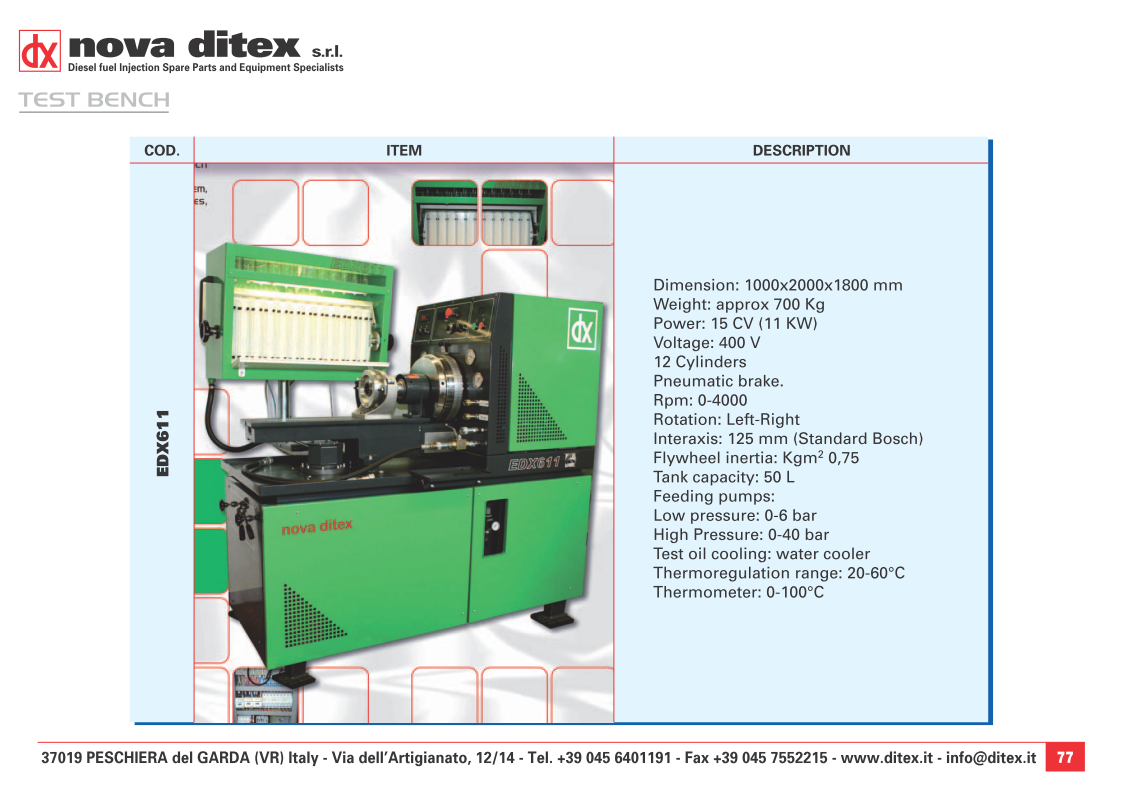 dx nova ditex s.r.l.
Diesel fuel Injection Spare Parts and Equipment Specialists
TEST BENCH
COD. ITEM DESCRIPTION
EDX611
em,
es,
dx
EDX611
nova ditex
Dimension: 1000x2000x1800 mm
Weight: approx 700 Kg
Power: 15 CV (11 KW)
Voltage: 400 V
12 Cylinders
Pneumatic brake.
Rpm: 0-4000
Rotation: Left-Right
Interaxis: 125 mm (Standard Bosch)
Flywheel inertia: Kgm² 0,75
Tank capacity: 50 L
Feeding pumps:
Low pressure: 0-6 bar
High Pressure: 0-40 bar
Test oil cooling: water cooler
Thermoregulation range: 20-60°C
Thermometer: 0-100°C
37019 PESCHIERA del GARDA (VR) Italy - Via dell’Artigianato, 12/14 - Tel. +39 045 6401191 - Fax +39 045 7552215 - www.ditex.it - info@ditex.it 77